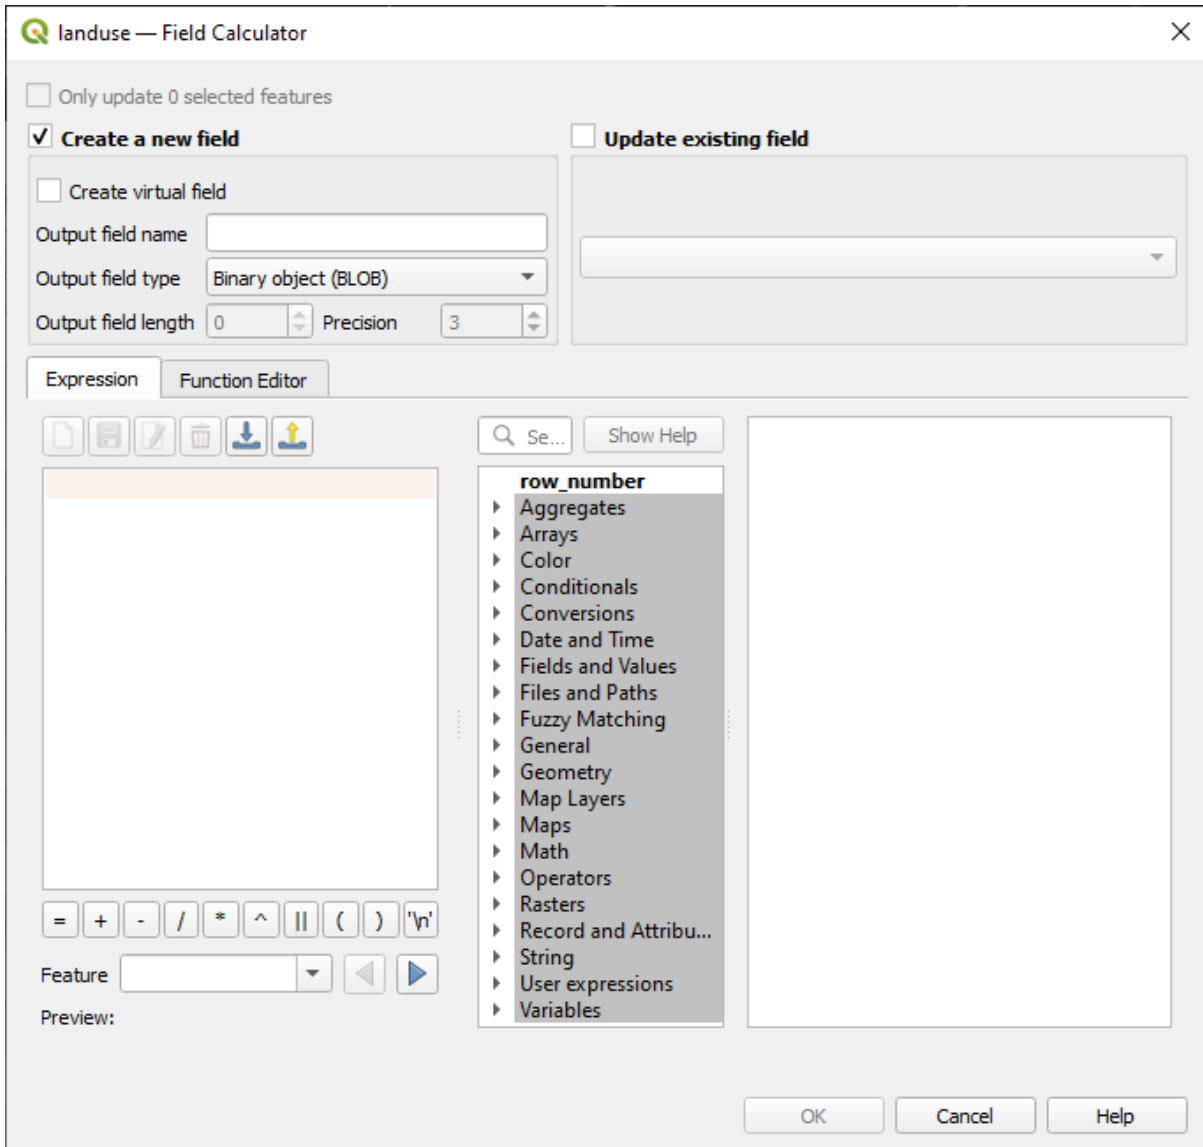 landuse — Field Calculator
Only update 0 selected features
Create a new field
Update existing field
Create virtual field
Output field name
Output field type Binary object (BLOB)
Output field length 0 Precision 3
Expression Function Editor
Se... Show Help
row_number
Aggregates
Arrays
Color
Conditionals
Conversions
Date and Time
Fields and Values
Files and Paths
Fuzzy Matching
General
Geometry
Map Layers
Maps
Math
Operators
Rasters
Record and Attribu...
String
User expressions
Variables
= + - / * ^ || ( ) '\n'
Feature
Preview:
OK Cancel Help